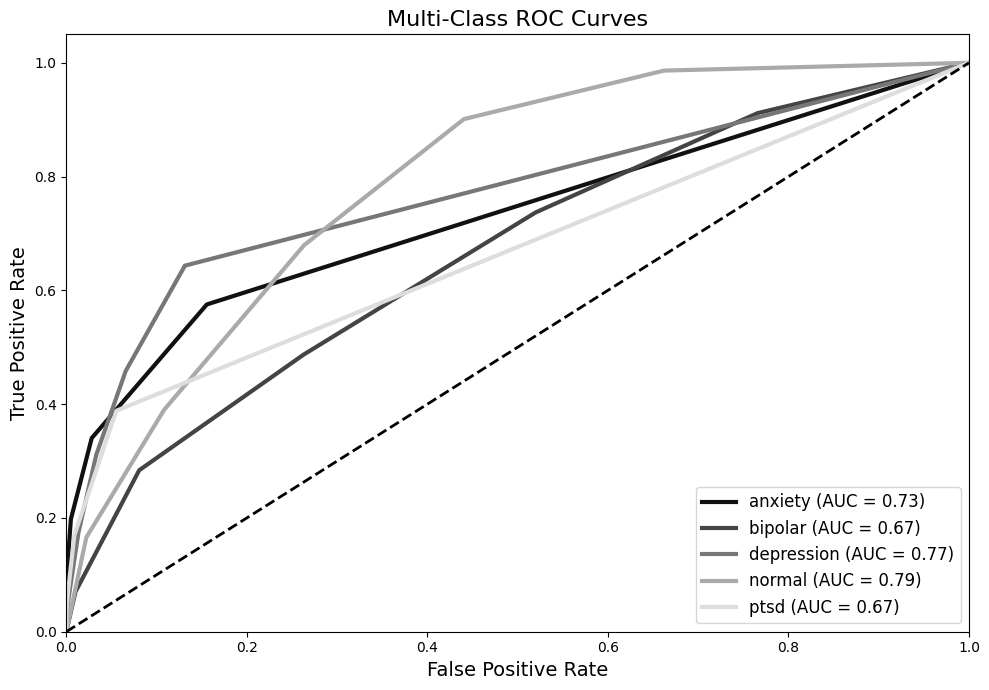 Multi-Class ROC Curves
True Positive Rate
1.0
0.8
0.6
0.4
0.2
0.0
0.0 0.2 0.4 0.6 0.8 1.0
False Positive Rate
anxiety (AUC = 0.73)
bipolar (AUC = 0.67)
depression (AUC = 0.77)
normal (AUC = 0.79)
ptsd (AUC = 0.67)